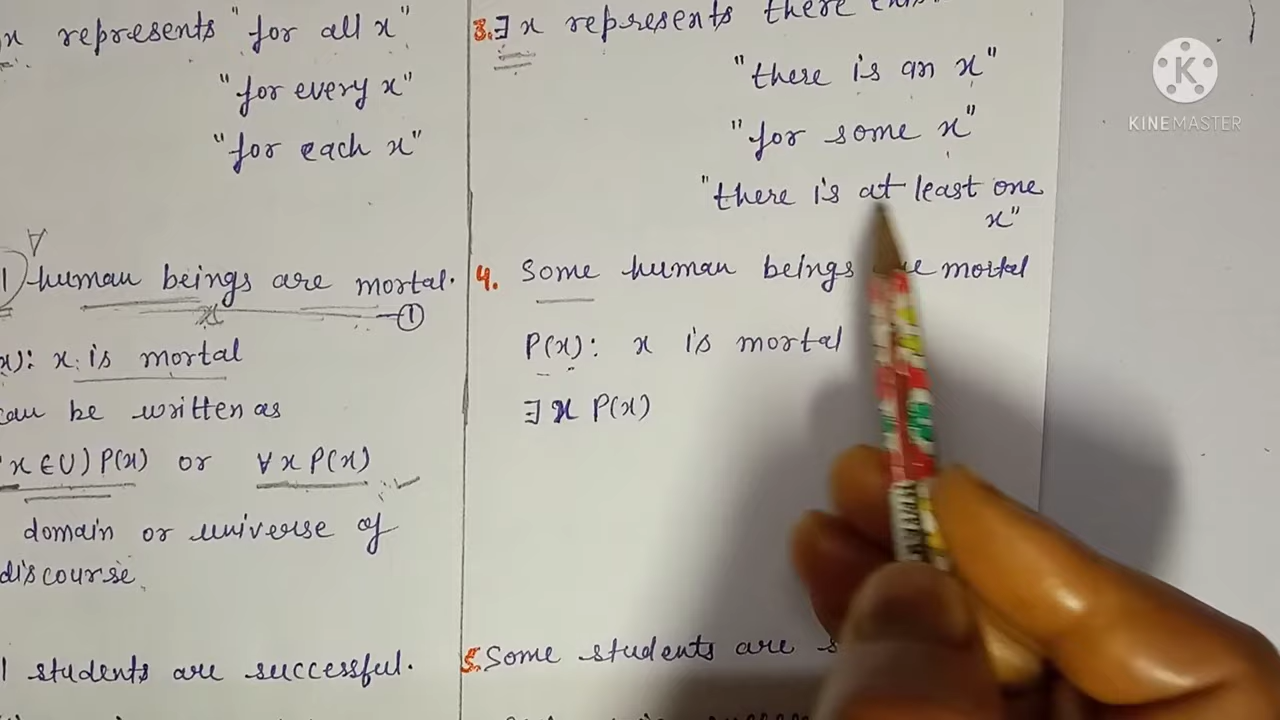 x represents "for all x"
"for every x"
"for each x"
∀
human beings are mortal.
x ①
x): x is mortal
can be written as
x ∈ U) P(x) or ∀ x P(x)
domain or universe of
discourse.
students are successful.
3. ∃ x represents there
"there is an x"
"for some x"
"there is at least one
x"
4. Some human beings mortal
P(x): x is mortal
∃ x P(x)
5. Some students are
KINEMASTER